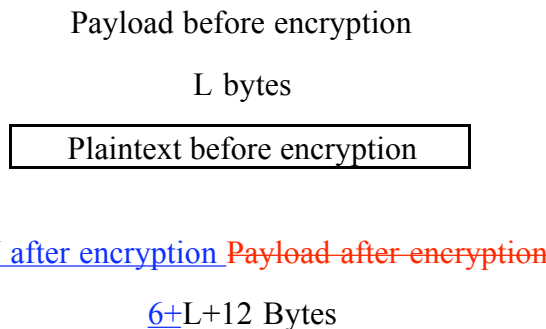 Payload before encryption
L bytes
Plaintext before encryption
after encryption Payload after encryption
6+L+12 Bytes